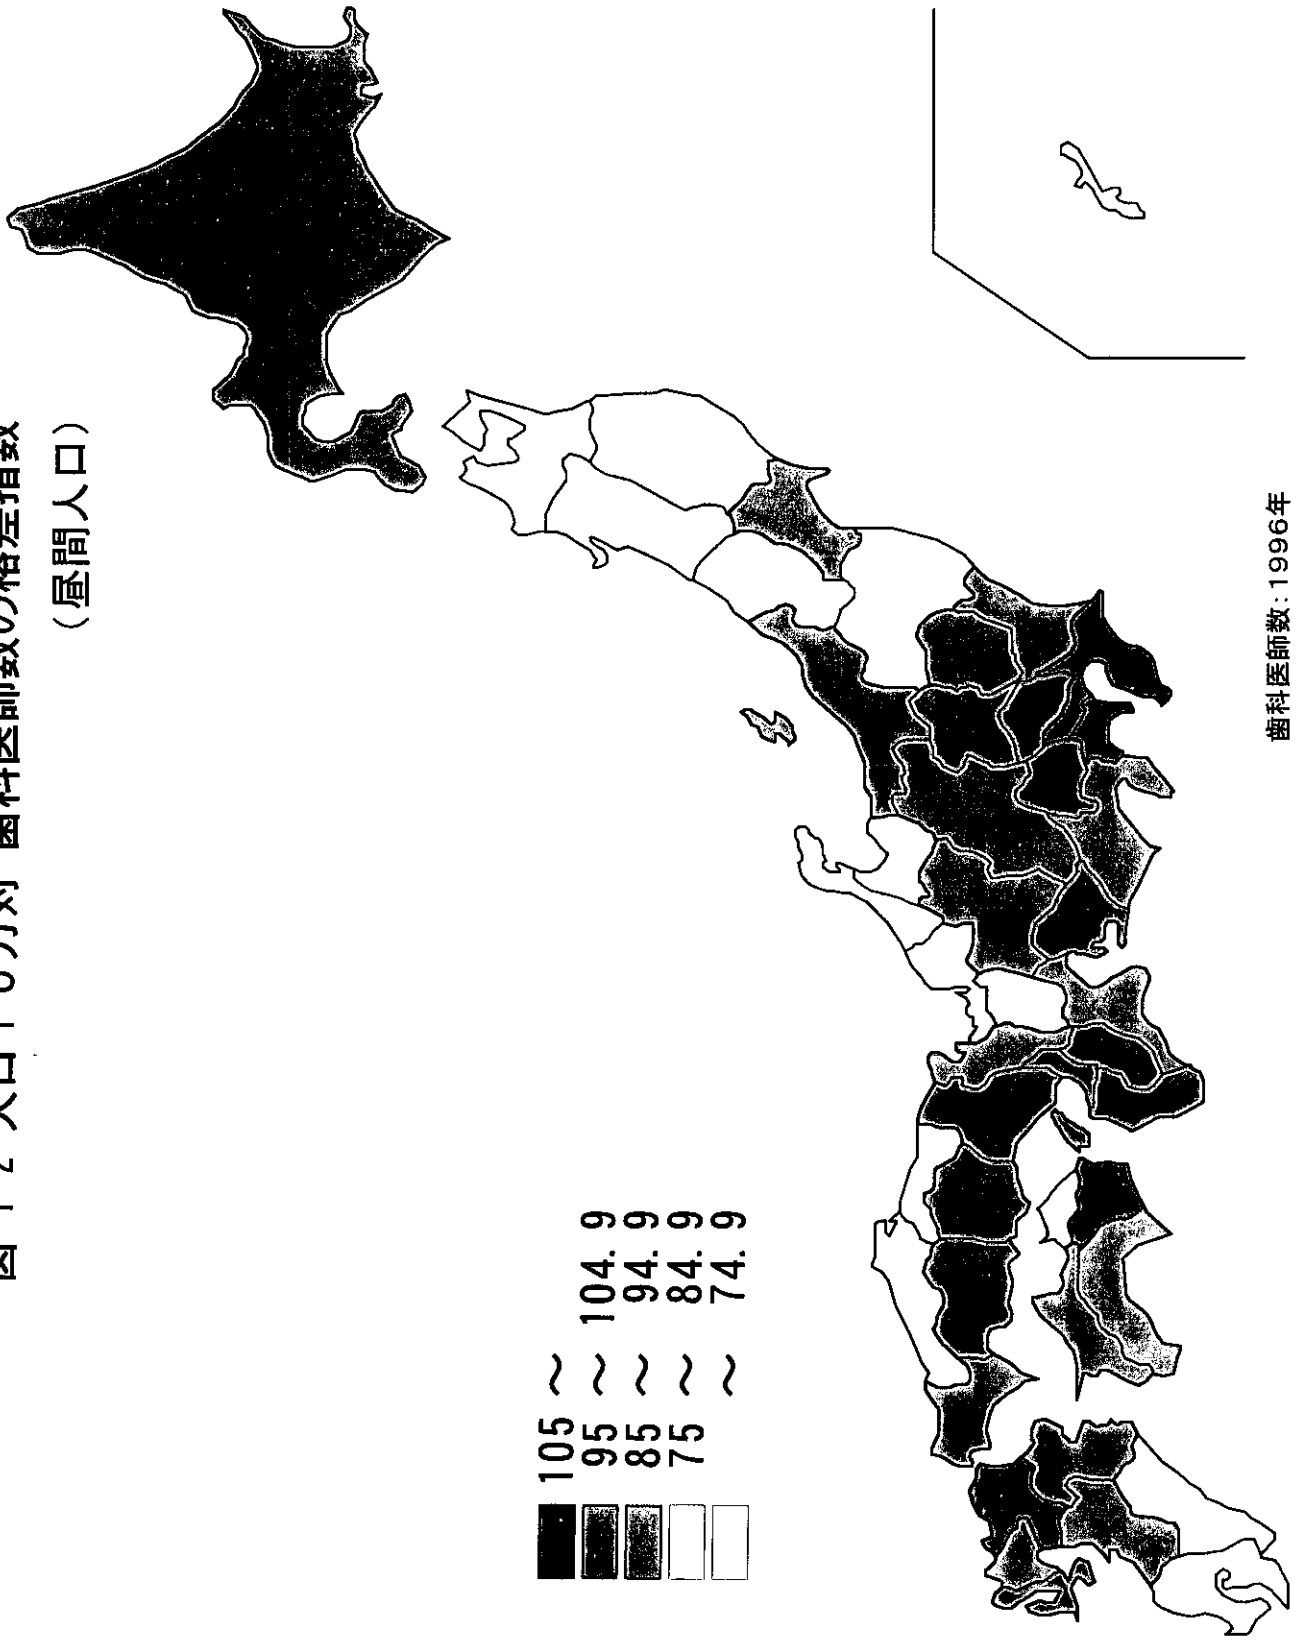 図12 人口10万対 歯科医師数の格差指数
(昼間人口)
105 ～
95 ～ 104.9
85 ～ 94.9
75 ～ 84.9
～ 74.9
歯科医師数:1996年